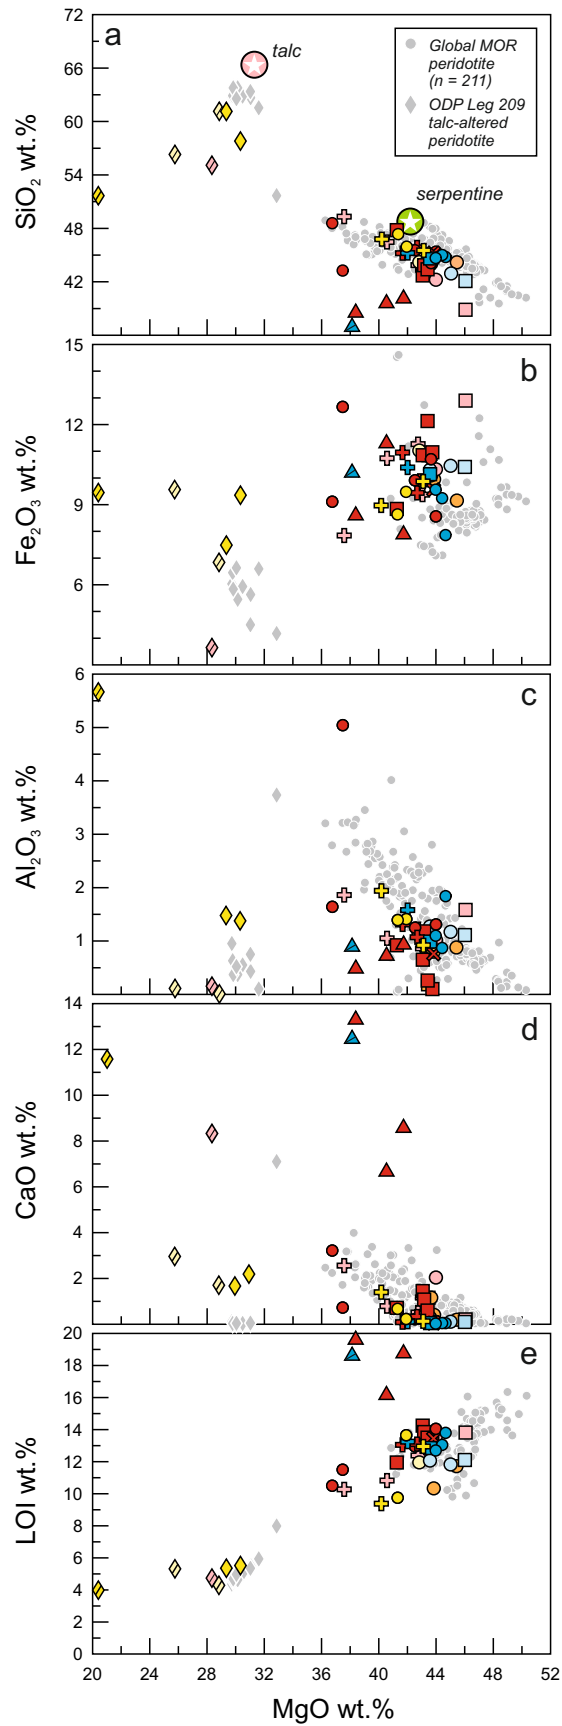 a
talc
Global MOR
peridotite
(n = 211)
ODP Leg 209
talc-altered
peridotite
serpentine
SiO₂ wt.%
72
66
60
54
48
42
b
Fe₂O₃ wt.%
15
12
9
6
c
Al₂O₃ wt.%
6
5
4
3
2
1
d
CaO wt.%
14
12
10
8
6
4
2
e
LOI wt.%
20
18
16
14
12
10
8
6
4
2
0
20 24 28 32 36 40 44 48 52
MgO wt.%